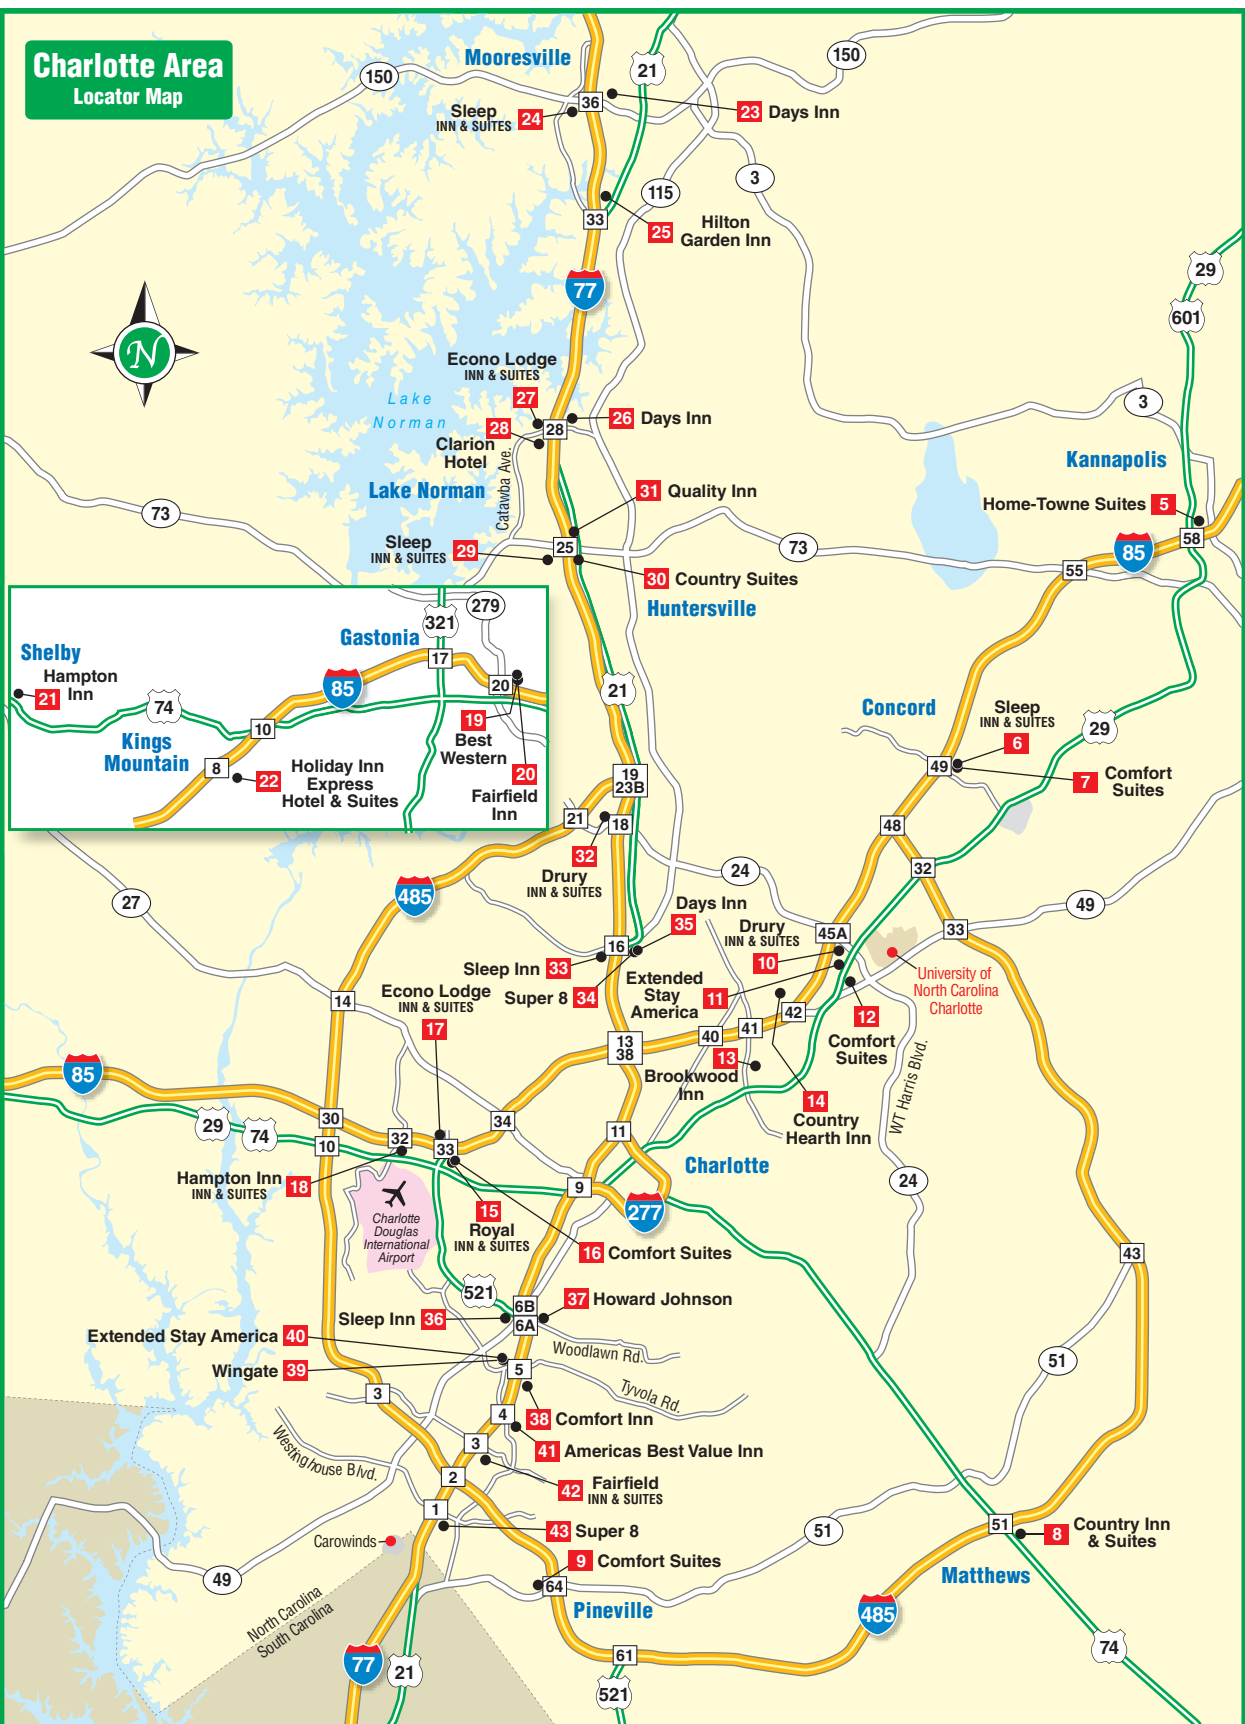 Charlotte Area
Locator Map
Mooresville
150
21
150
36
Sleep
INN & SUITES
24
23 Days Inn
3
115
33
25
Hilton
Garden Inn
77
29
601
N
Econo Lodge
INN & SUITES
27
Lake
Norman
28
28
26 Days Inn
Clarion
Hotel
3
Catawba Ave.
Lake Norman
Kannapolis
31 Quality Inn
Home-Towne Suites 5
73
58
Sleep
INN & SUITES
29
25
73
85
55
30 Country Suites
Huntersville
279
321
Gastonia
Shelby
Hampton
Inn
21
17
85
20
74
10
Kings
Mountain
8
22
Holiday Inn
Express
Hotel & Suites
19
Best
Western
20
Fairfield
Inn
21
Concord
Sleep
INN & SUITES
6
29
49
7
Comfort
Suites
19
23B
21
18
48
32
Drury
INN & SUITES
24
32
485
27
49
Days Inn
35
Drury
INN & SUITES
10
45A
33
16
Sleep Inn 33
Super 8 34
Extended
Stay
America
11
University of
North Carolina
Charlotte
Econo Lodge
INN & SUITES
17
14
42
12
Comfort
Suites
13
38
40
41
13
Brookwood
Inn
14
Country
Hearth Inn
WT Harris Blvd.
85
29
74
30
10
32
33
34
11
Charlotte
Hampton Inn
INN & SUITES
18
9
24
277
Charlotte
Douglas
International
Airport
15
Royal
INN & SUITES
16 Comfort Suites
43
521
6B
6A
37 Howard Johnson
Sleep Inn 36
Extended Stay America 40
Woodlawn Rd.
Wingate 39
5
51
3
Tyvola Rd.
4
38 Comfort Inn
3
41 Americas Best Value Inn
Westinghouse Blvd.
2
42
Fairfield
INN & SUITES
1
43 Super 8
Carowinds
51
51
8
Country Inn
& Suites
9 Comfort Suites
49
64
Matthews
Pineville
North Carolina
South Carolina
485
77
21
61
521
74